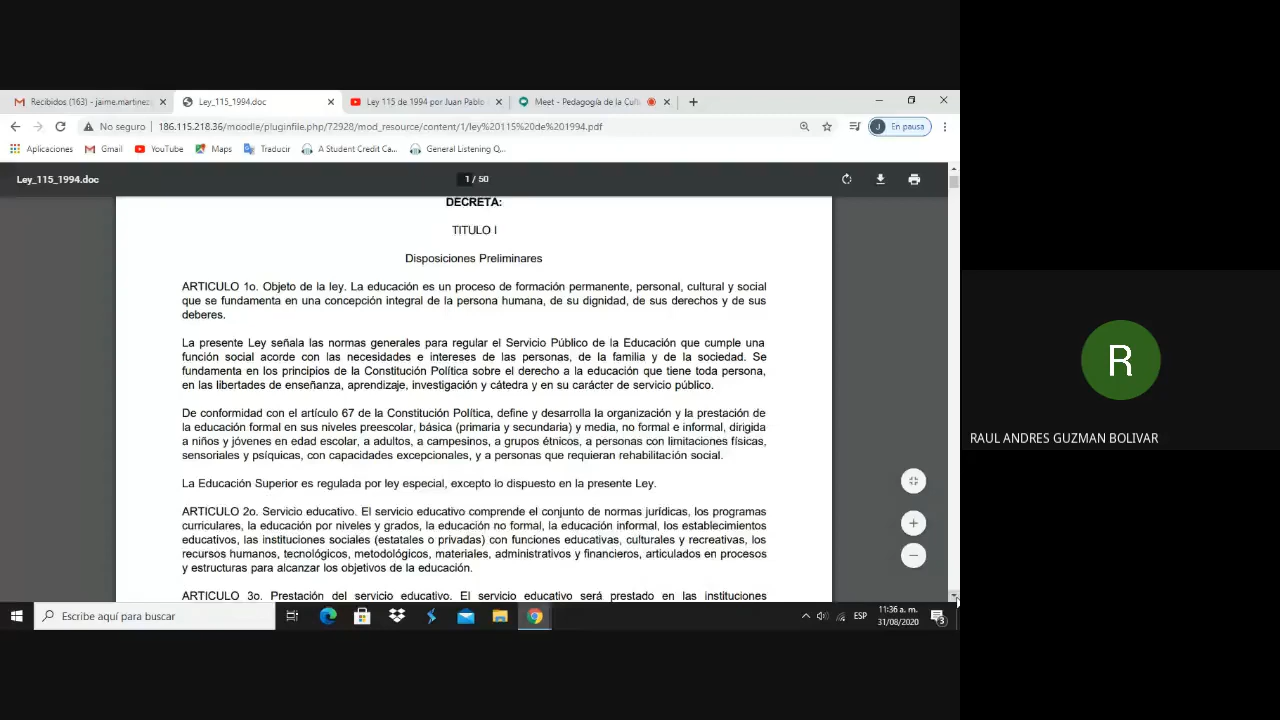 Recibidos (163) - jaime.martinez
Ley_115_1994.doc
Ley 115 de 1994 por Juan Pablo
Meet - Pedagogía de la Cultu
No seguro
186.115.218.36/moodle/pluginfile.php/72928/mod_resource/content/1/ley%20115%20de%201994.pdf
J
En pausa
Aplicaciones
Gmail
YouTube
Maps
Traducir
A Student Credit Ca...
General Listening Q...
Ley_115_1994.doc
1 / 50
DECRETA:
TITULO I
Disposiciones Preliminares
ARTICULO 1o. Objeto de la ley. La educación es un proceso de formación permanente, personal, cultural y social
que se fundamenta en una concepción integral de la persona humana, de su dignidad, de sus derechos y de sus
deberes.
La presente Ley señala las normas generales para regular el Servicio Público de la Educación que cumple una
función social acorde con las necesidades e intereses de las personas, de la familia y de la sociedad. Se
fundamenta en los principios de la Constitución Política sobre el derecho a la educación que tiene toda persona,
en las libertades de enseñanza, aprendizaje, investigación y cátedra y en su carácter de servicio público.
De conformidad con el artículo 67 de la Constitución Política, define y desarrolla la organización y la prestación de
la educación formal en sus niveles preescolar, básica (primaria y secundaria) y media, no formal e informal, dirigida
a niños y jóvenes en edad escolar, a adultos, a campesinos, a grupos étnicos, a personas con limitaciones físicas,
sensoriales y psíquicas, con capacidades excepcionales, y a personas que requieran rehabilitación social.
La Educación Superior es regulada por ley especial, excepto lo dispuesto en la presente Ley.
ARTICULO 2o. Servicio educativo. El servicio educativo comprende el conjunto de normas jurídicas, los programas
curriculares, la educación por niveles y grados, la educación no formal, la educación informal, los establecimientos
educativos, las instituciones sociales (estatales o privadas) con funciones educativas, culturales y recreativas, los
recursos humanos, tecnológicos, metodológicos, materiales, administrativos y financieros, articulados en procesos
y estructuras para alcanzar los objetivos de la educación.
ARTICULO 3o. Prestación del servicio educativo. El servicio educativo será prestado en las instituciones
Escribe aquí para buscar
ESP
11:36 a. m.
31/08/2020
3
R
RAUL ANDRES GUZMAN BOLIVAR